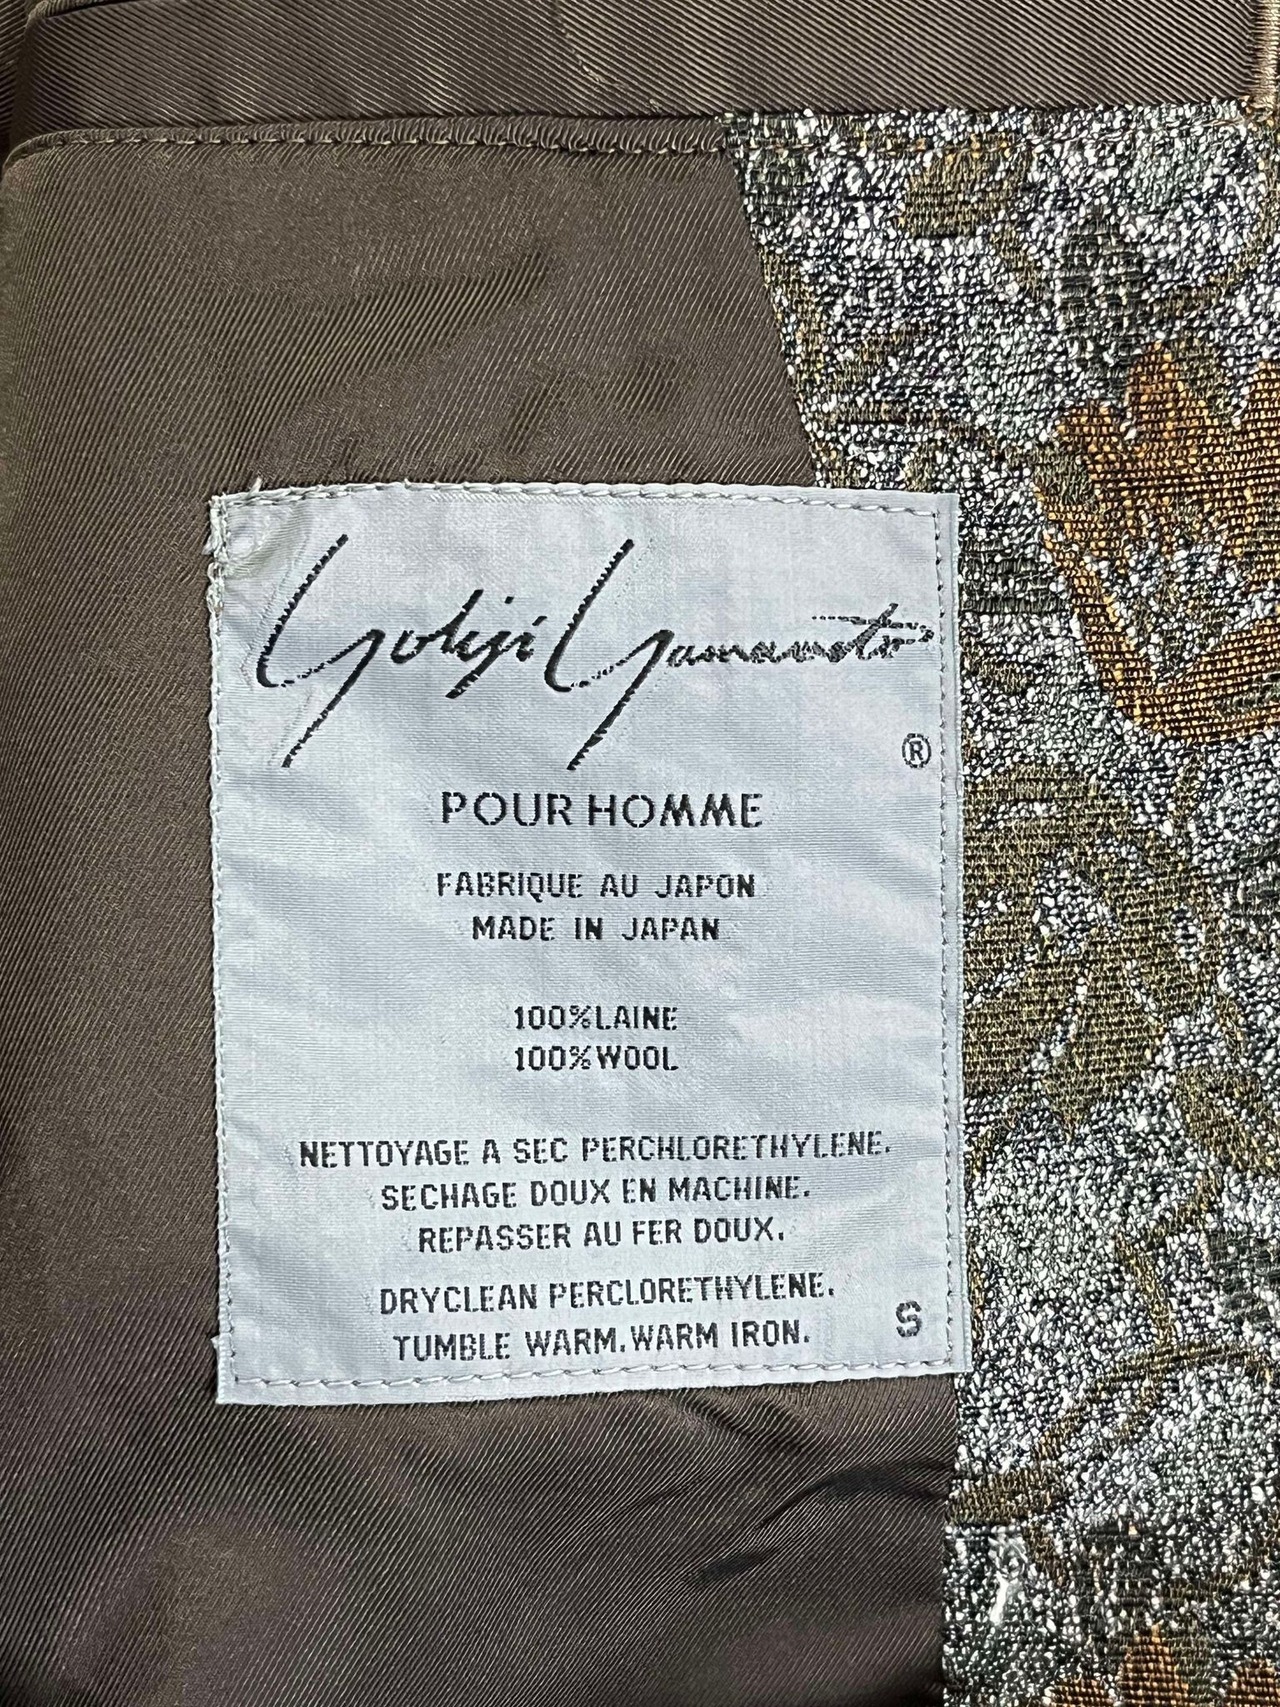 Yohji Yamamoto
®
POUR HOMME
FABRIQUE AU JAPON
MADE IN JAPAN
100%LAINE
100%WOOL
NETTOYAGE A SEC PERCHLORETHYLENE.
SECHAGE DOUX EN MACHINE.
REPASSER AU FER DOUX.
DRYCLEAN PERCLORETHYLENE.
TUMBLE WARM.WARM IRON.
S